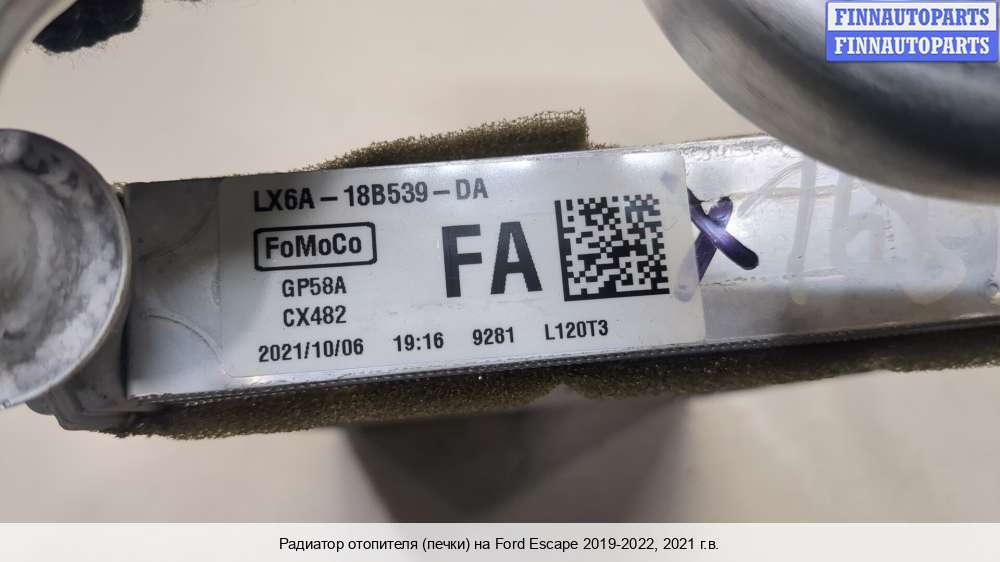 FINNAUTOPARTS
FINNAUTOPARTS
LX6A-18B539-DA
FoMoCo
FA
GP58A
CX482
2021/10/06 19:16 9281 L120T3
X
Радиатор отопителя (печки) на Ford Escape 2019-2022, 2021 г.в.